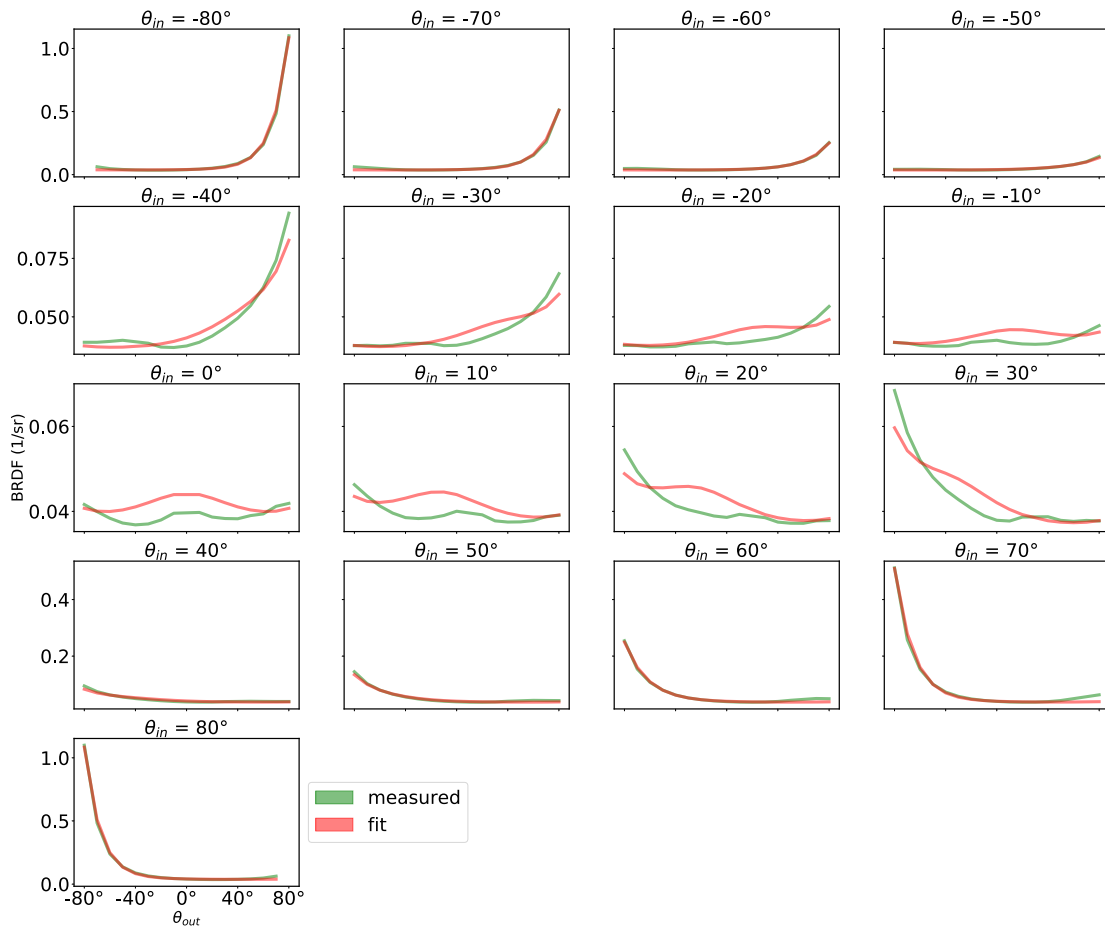 θin = -80° θin = -70° θin = -60° θin = -50°
1.0
0.5
0.0
θin = -40° θin = -30° θin = -20° θin = -10°
0.075
0.050
θin = 0° θin = 10° θin = 20° θin = 30°
0.06
0.04
BRDF (1/sr)
θin = 40° θin = 50° θin = 60° θin = 70°
0.4
0.2
θin = 80°
1.0
0.5
0.0
measured
fit
-80° -40° 0° 40° 80°
θout